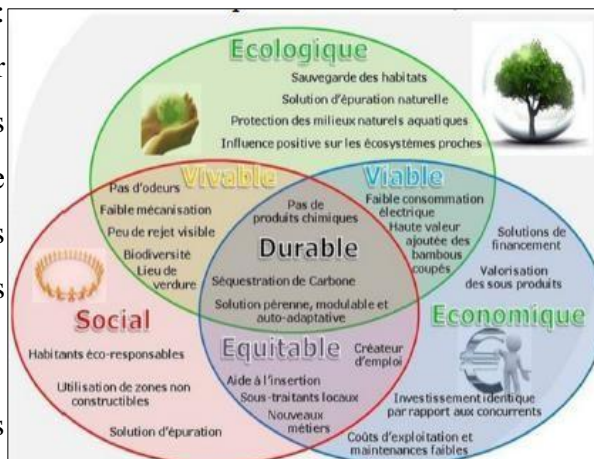 :
r
s
e
s
s
s
Ecologique
Sauvegarde des habitats
Solution d'épuration naturelle
Protection des milieux naturels aquatiques
Influence positive sur les écosystèmes proches
Vivable
Pas d'odeurs
Faible mécanisation
Peu de rejet visible
Biodiversité
Lieu de
verdure
Viable
Faible consommation
électrique
Haute valeur
ajoutée des
bambous
coupés
Pas de
produits chimiques
Durable
Séquestration de Carbone
Solution pérenne, modulable et
auto-adaptative
Solutions de
financement
Valorisation
des sous produits
Economique
Investissement identique
par rapport aux concurrents
Coûts d'exploitation et
maintenances faibles
Social
Habitants éco-responsables
Utilisation de zones non
constructibles
Solution d'épuration
Equitable
Créateur
d'emploi
Aide à l'insertion
Sous-traitants locaux
Nouveaux
métiers